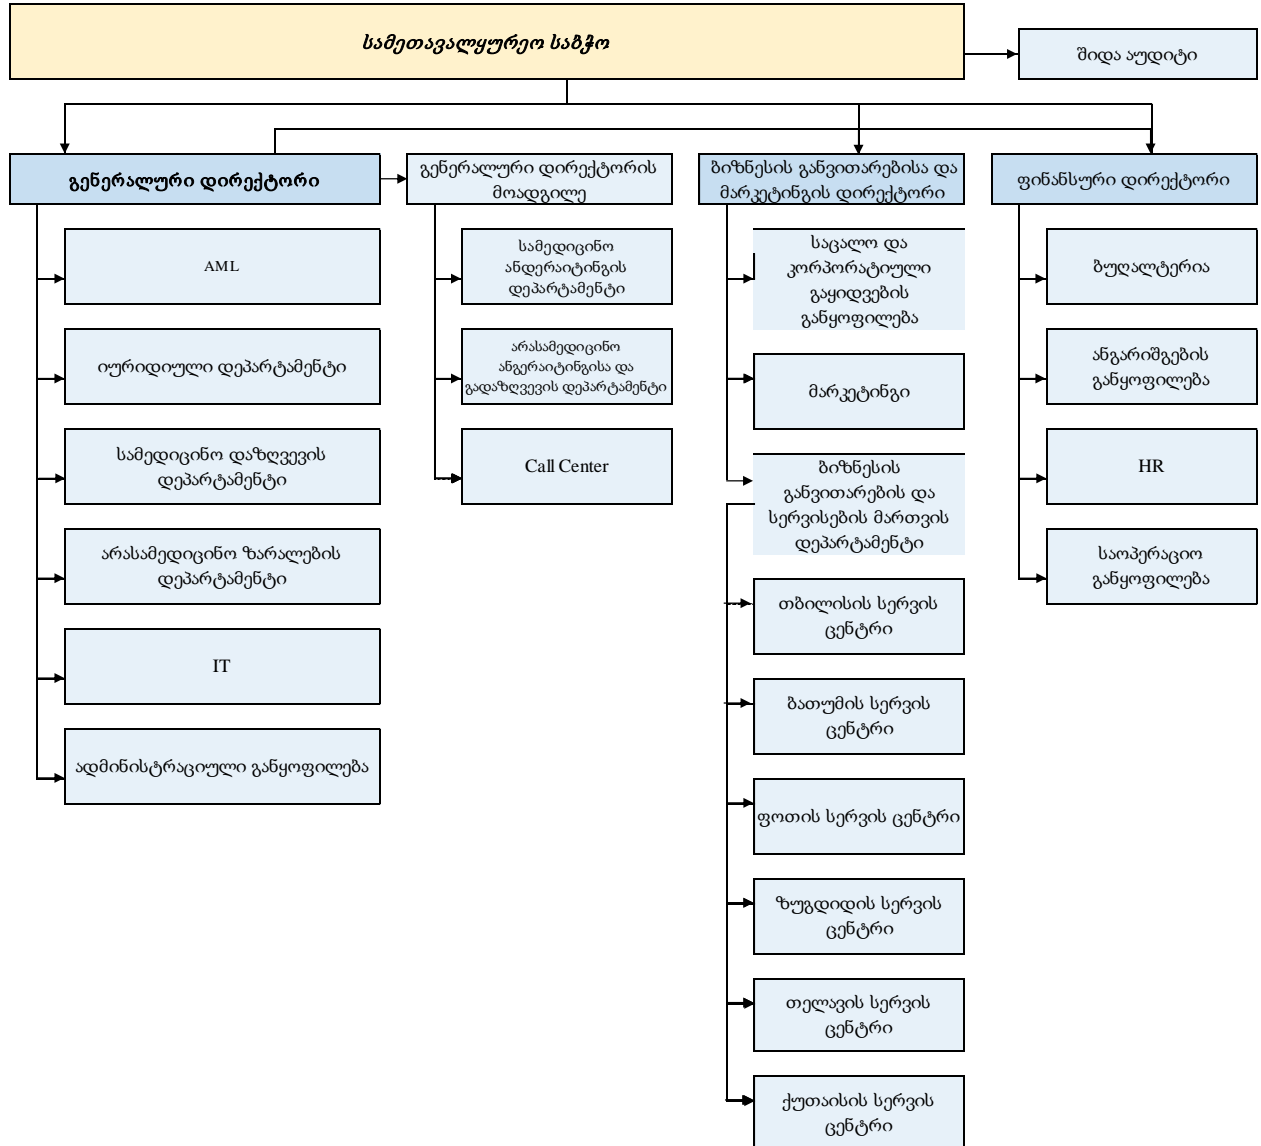 სამეთავალყურეო საბჭო
შიდა აუდიტი
გენერალური დირექტორი
AML
იურიდიული დეპარტამენტი
სამედიცინო დაზღვევის
დეპარტამენტი
არასამედიცინო ზარალების
დეპარტამენტი
IT
ადმინისტრაციული განყოფილება
გენერალური დირექტორის
მოადგილე
სამედიცინო
ანდერაიტინგის
დეპარტამენტი
არასამედიცინო
ანგერაიტინგისა და
გადაზღვევის დეპარტამენტი
Call Center
ბიზნესის განვითარებისა და
მარკეტინგის დირექტორი
საცალო და
კორპორატიული
გაყიდვების
განყოფილება
მარკეტინგი
ბიზნესის
განვითარების და
სერვისების მართვის
დეპარტამენტი
თბილისის სერვის
ცენტრი
ბათუმის სერვის
ცენტრი
ფოთის სერვის ცენტრი
ზუგდიდის სერვის
ცენტრი
თელავის სერვის
ცენტრი
ქუთაისის სერვის
ცენტრი
ფინანსური დირექტორი
ბუღალტერია
ანგარიშგების
განყოფილება
HR
საოპერაციო
განყოფილება